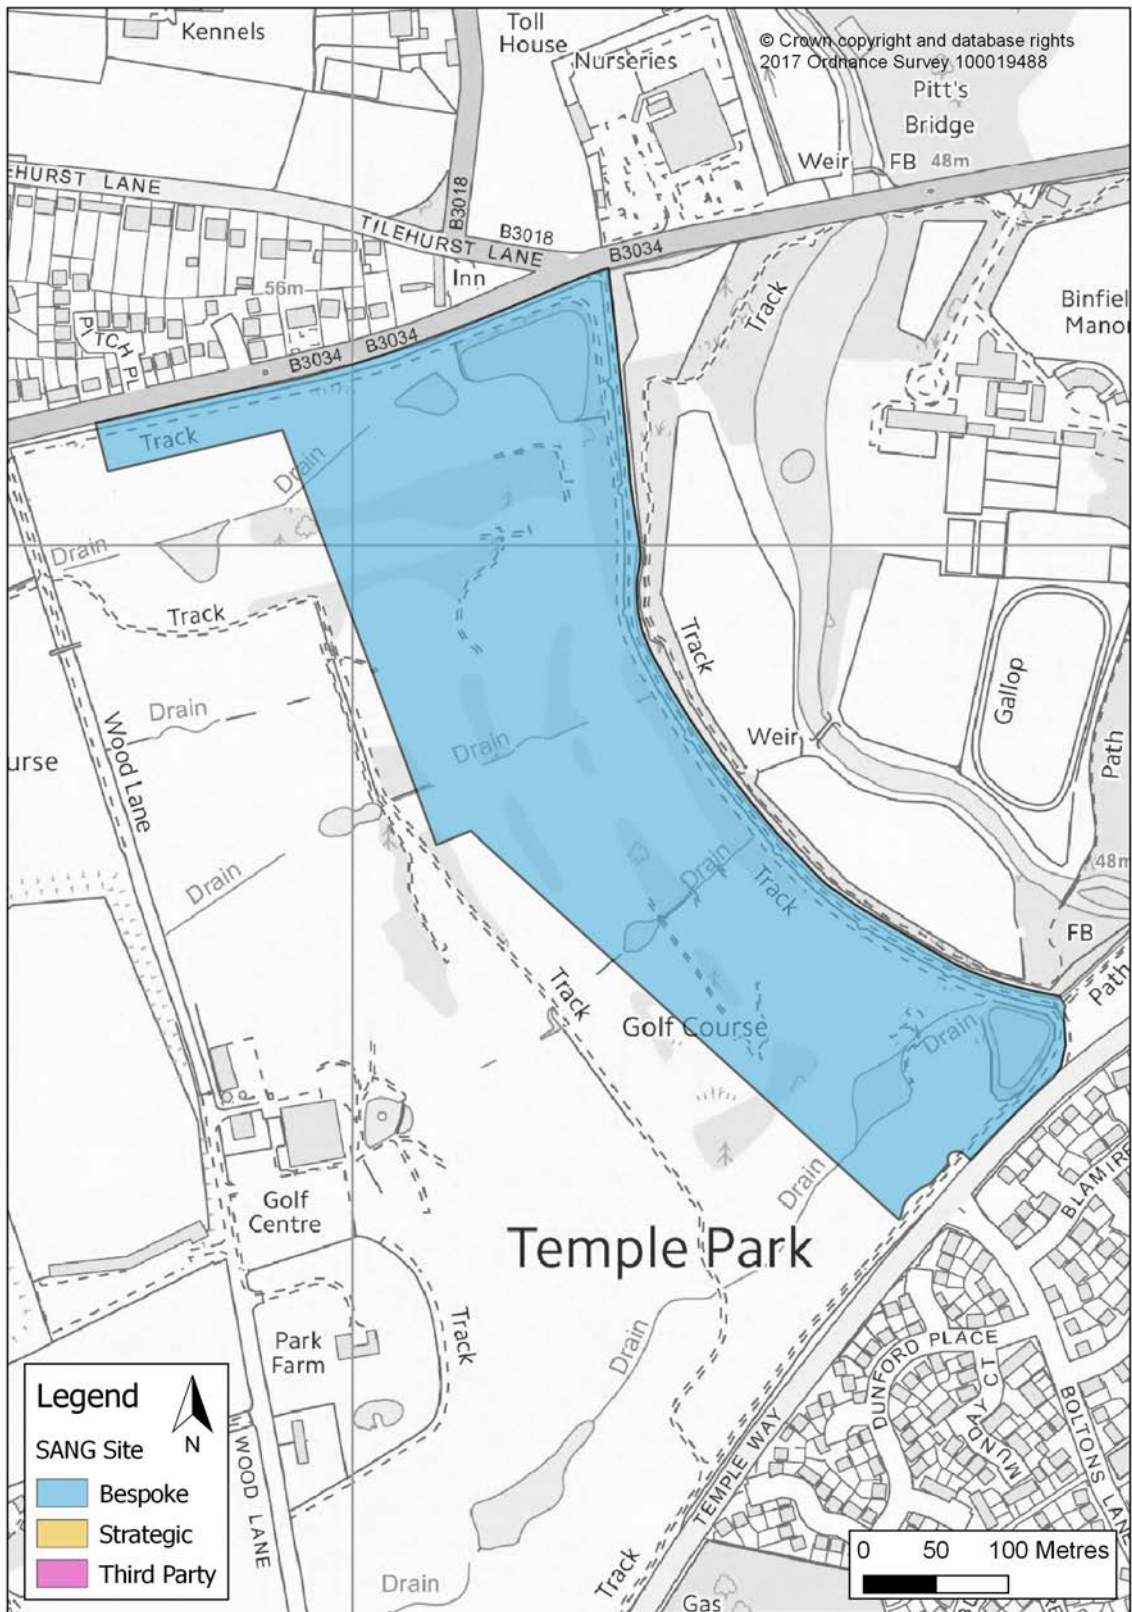 Kennels
Toll
House
Nurseries
© Crown copyright and database rights
2017 Ordnance Survey 100019488
Pitt's
Bridge
Weir
FB
48m
EHURST LANE
B3018
TILEHURST LANE
B3018
B3034
Inn
56m
PITCH PL
B3034
B3034
Track
Binfiel
Manor
Track
Drain
Drain
Track
Track
Gallop
Drain
Wood Lane
Drain
Weir
Path
urse
Drain
Drain
48m
Track
FB
Path
Track
Golf Course
Drain
Golf
Centre
Drain
BLAMIRE
Temple Park
Park
Farm
Track
Drain
DUNFORD PLACE
MUNDAY CT
BOLTONS LANE
TEMPLE WAY
WOOD LANE
Legend
N
SANG Site
Bespoke
Strategic
Third Party
0 50 100 Metres
Drain
Track
Gas